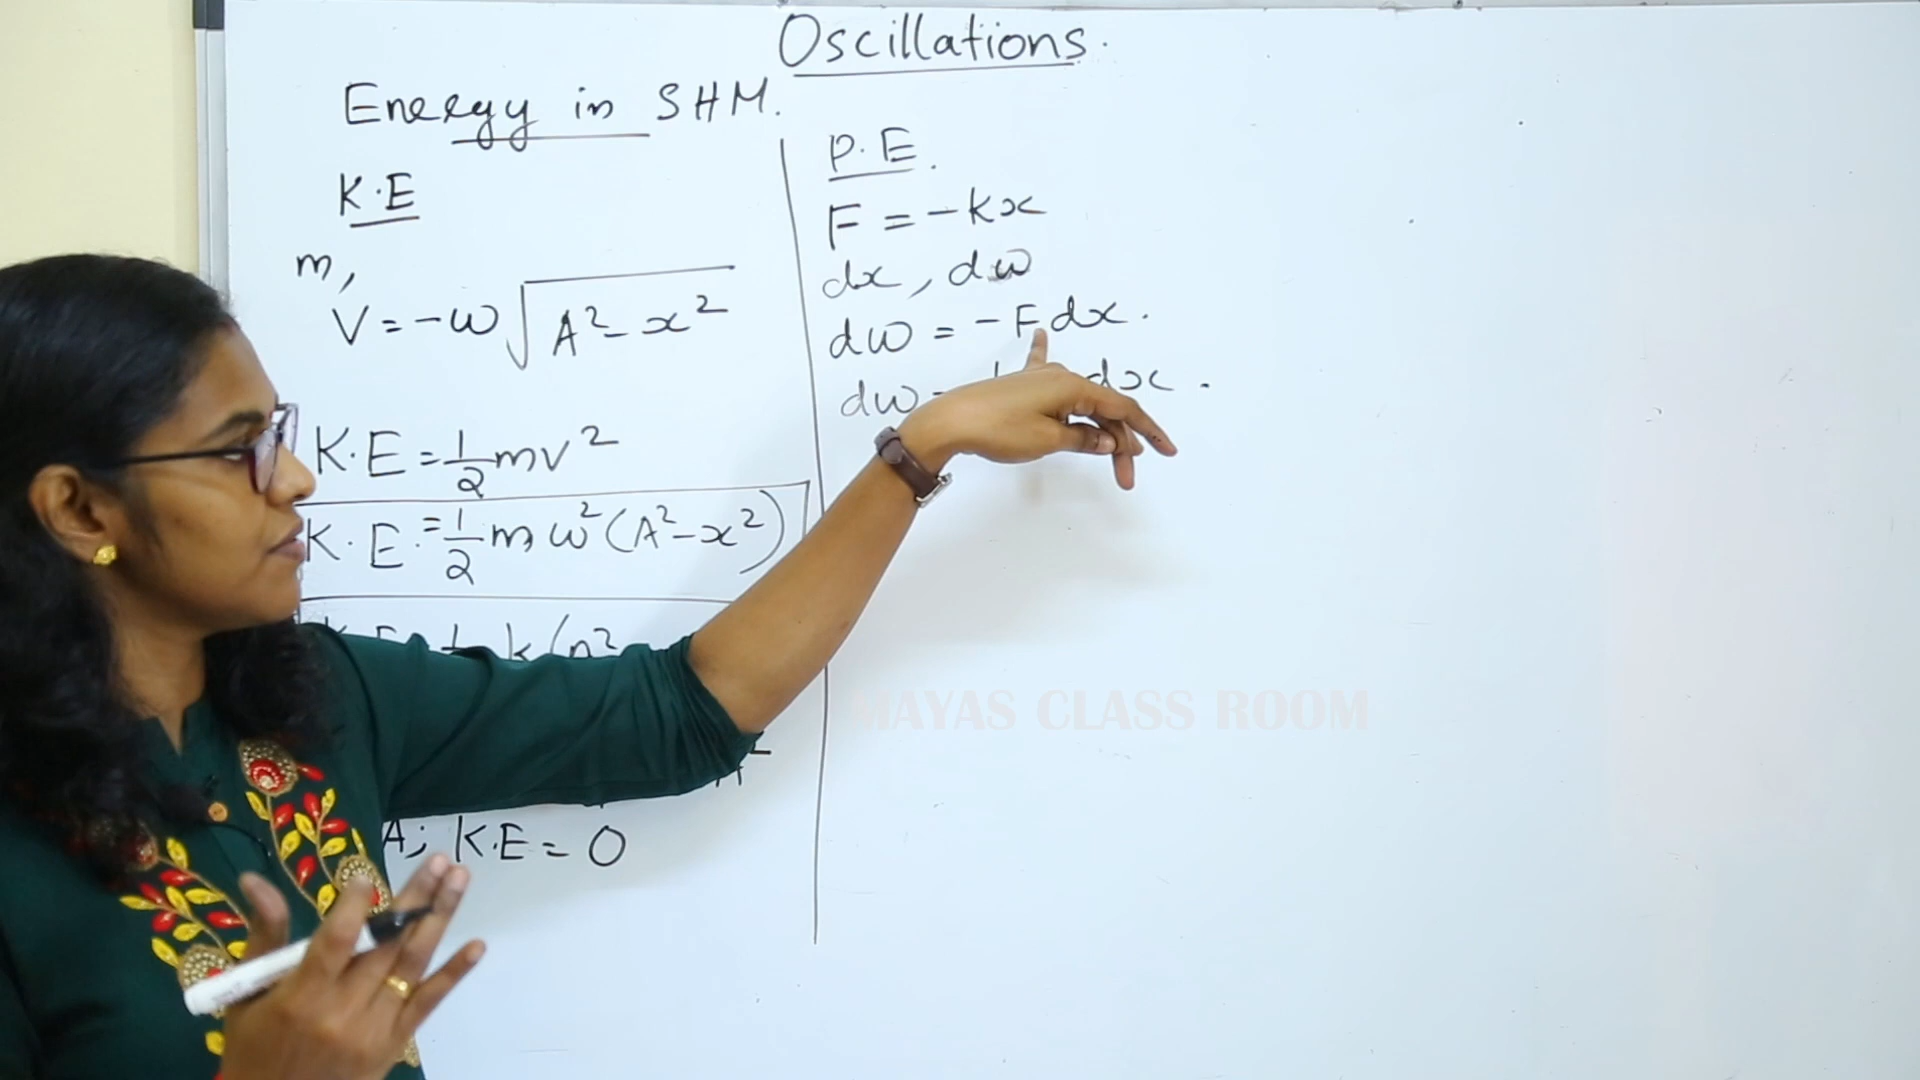 Oscillations.
Energy in SHM.
K.E
m,
V = -ω√A²-x²
K.E = 1/2 mv²
K.E. = 1/2 m ω² (A²-x²)
k
A; K.E = 0
P.E.
F = -kx
dx, dw
dw = -Fdx.
dw dx.
MAYAS CLASS ROOM